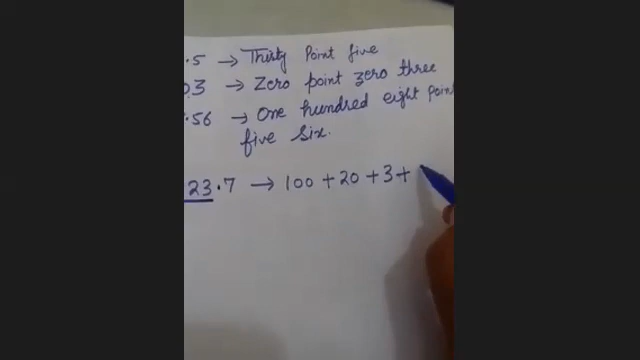 .5 → Thirty Point five
0.3 → Zero point zero three
.56 → One hundred eight point
five six.
23.7 → 100 + 20 + 3 +